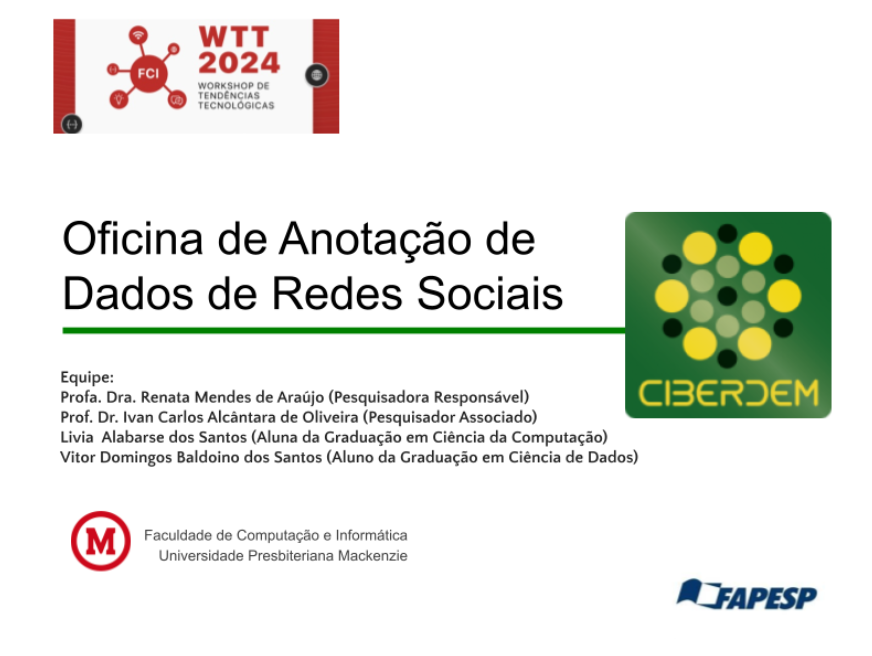 FCI
WTT
2024
WORKSHOP DE
TENDÊNCIAS
TECNOLÓGICAS
Oficina de Anotação de
Dados de Redes Sociais
CIBERDEM
Equipe:
Profa. Dra. Renata Mendes de Araújo (Pesquisadora Responsável)
Prof. Dr. Ivan Carlos Alcântara de Oliveira (Pesquisador Associado)
Livia  Alabarse dos Santos (Aluna da Graduação em Ciência da Computação)
Vitor Domingos Baldoino dos Santos (Aluno da Graduação em Ciência de Dados)
M
Faculdade de Computação e Informática
Universidade Presbiteriana Mackenzie
FAPESP